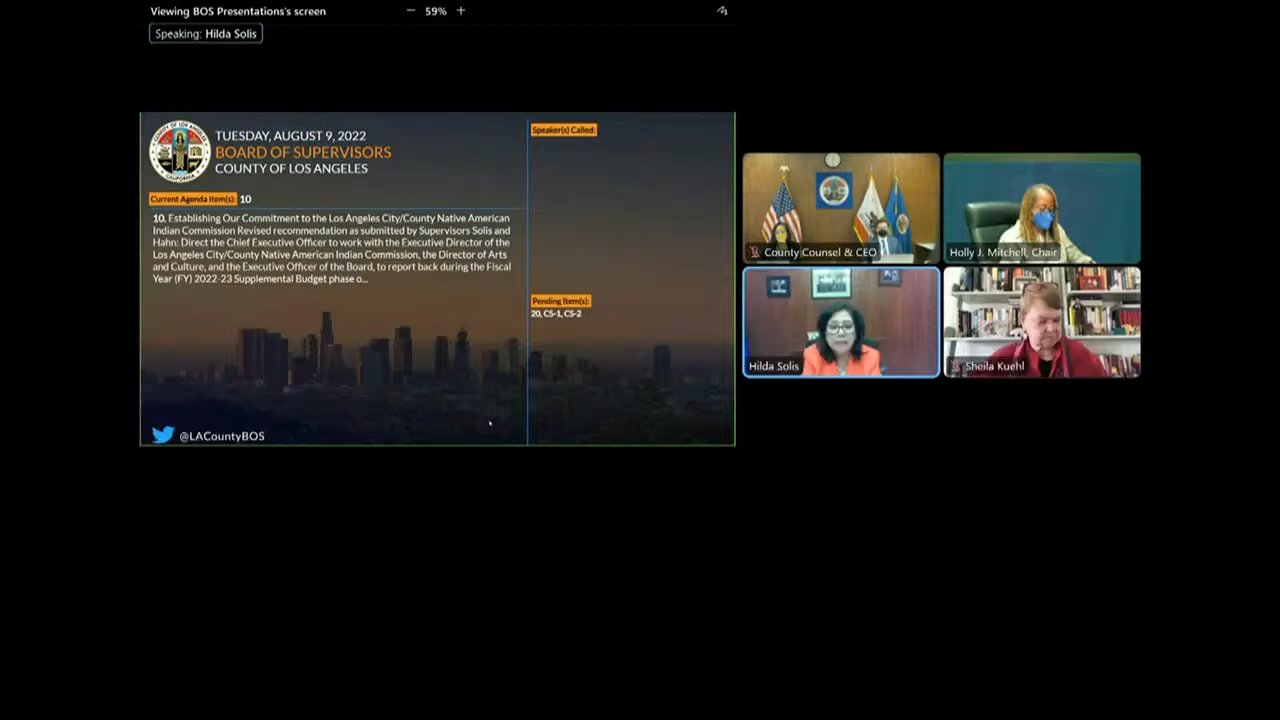 Viewing BOS Presentations's screen
59%
Speaking: Hilda Solis
TUESDAY, AUGUST 9, 2022
BOARD OF SUPERVISORS
COUNTY OF LOS ANGELES
Current Agenda Item(s): 10
10. Establishing Our Commitment to the Los Angeles City/County Native American
Indian Commission Revised recommendation as submitted by Supervisors Solis and
Hahn: Direct the Chief Executive Officer to work with the Executive Director of the
Los Angeles City/County Native American Indian Commission, the Director of Arts
and Culture, and the Executive Officer of the Board, to report back during the Fiscal
Year (FY) 2022-23 Supplemental Budget phase o...
@LACountyBOS
Speaker(s) Called:
Pending Item(s):
20, CS-1, CS-2
County Counsel & CEO
Holly J. Mitchell, Chair
Hilda Solis
Sheila Kuehl